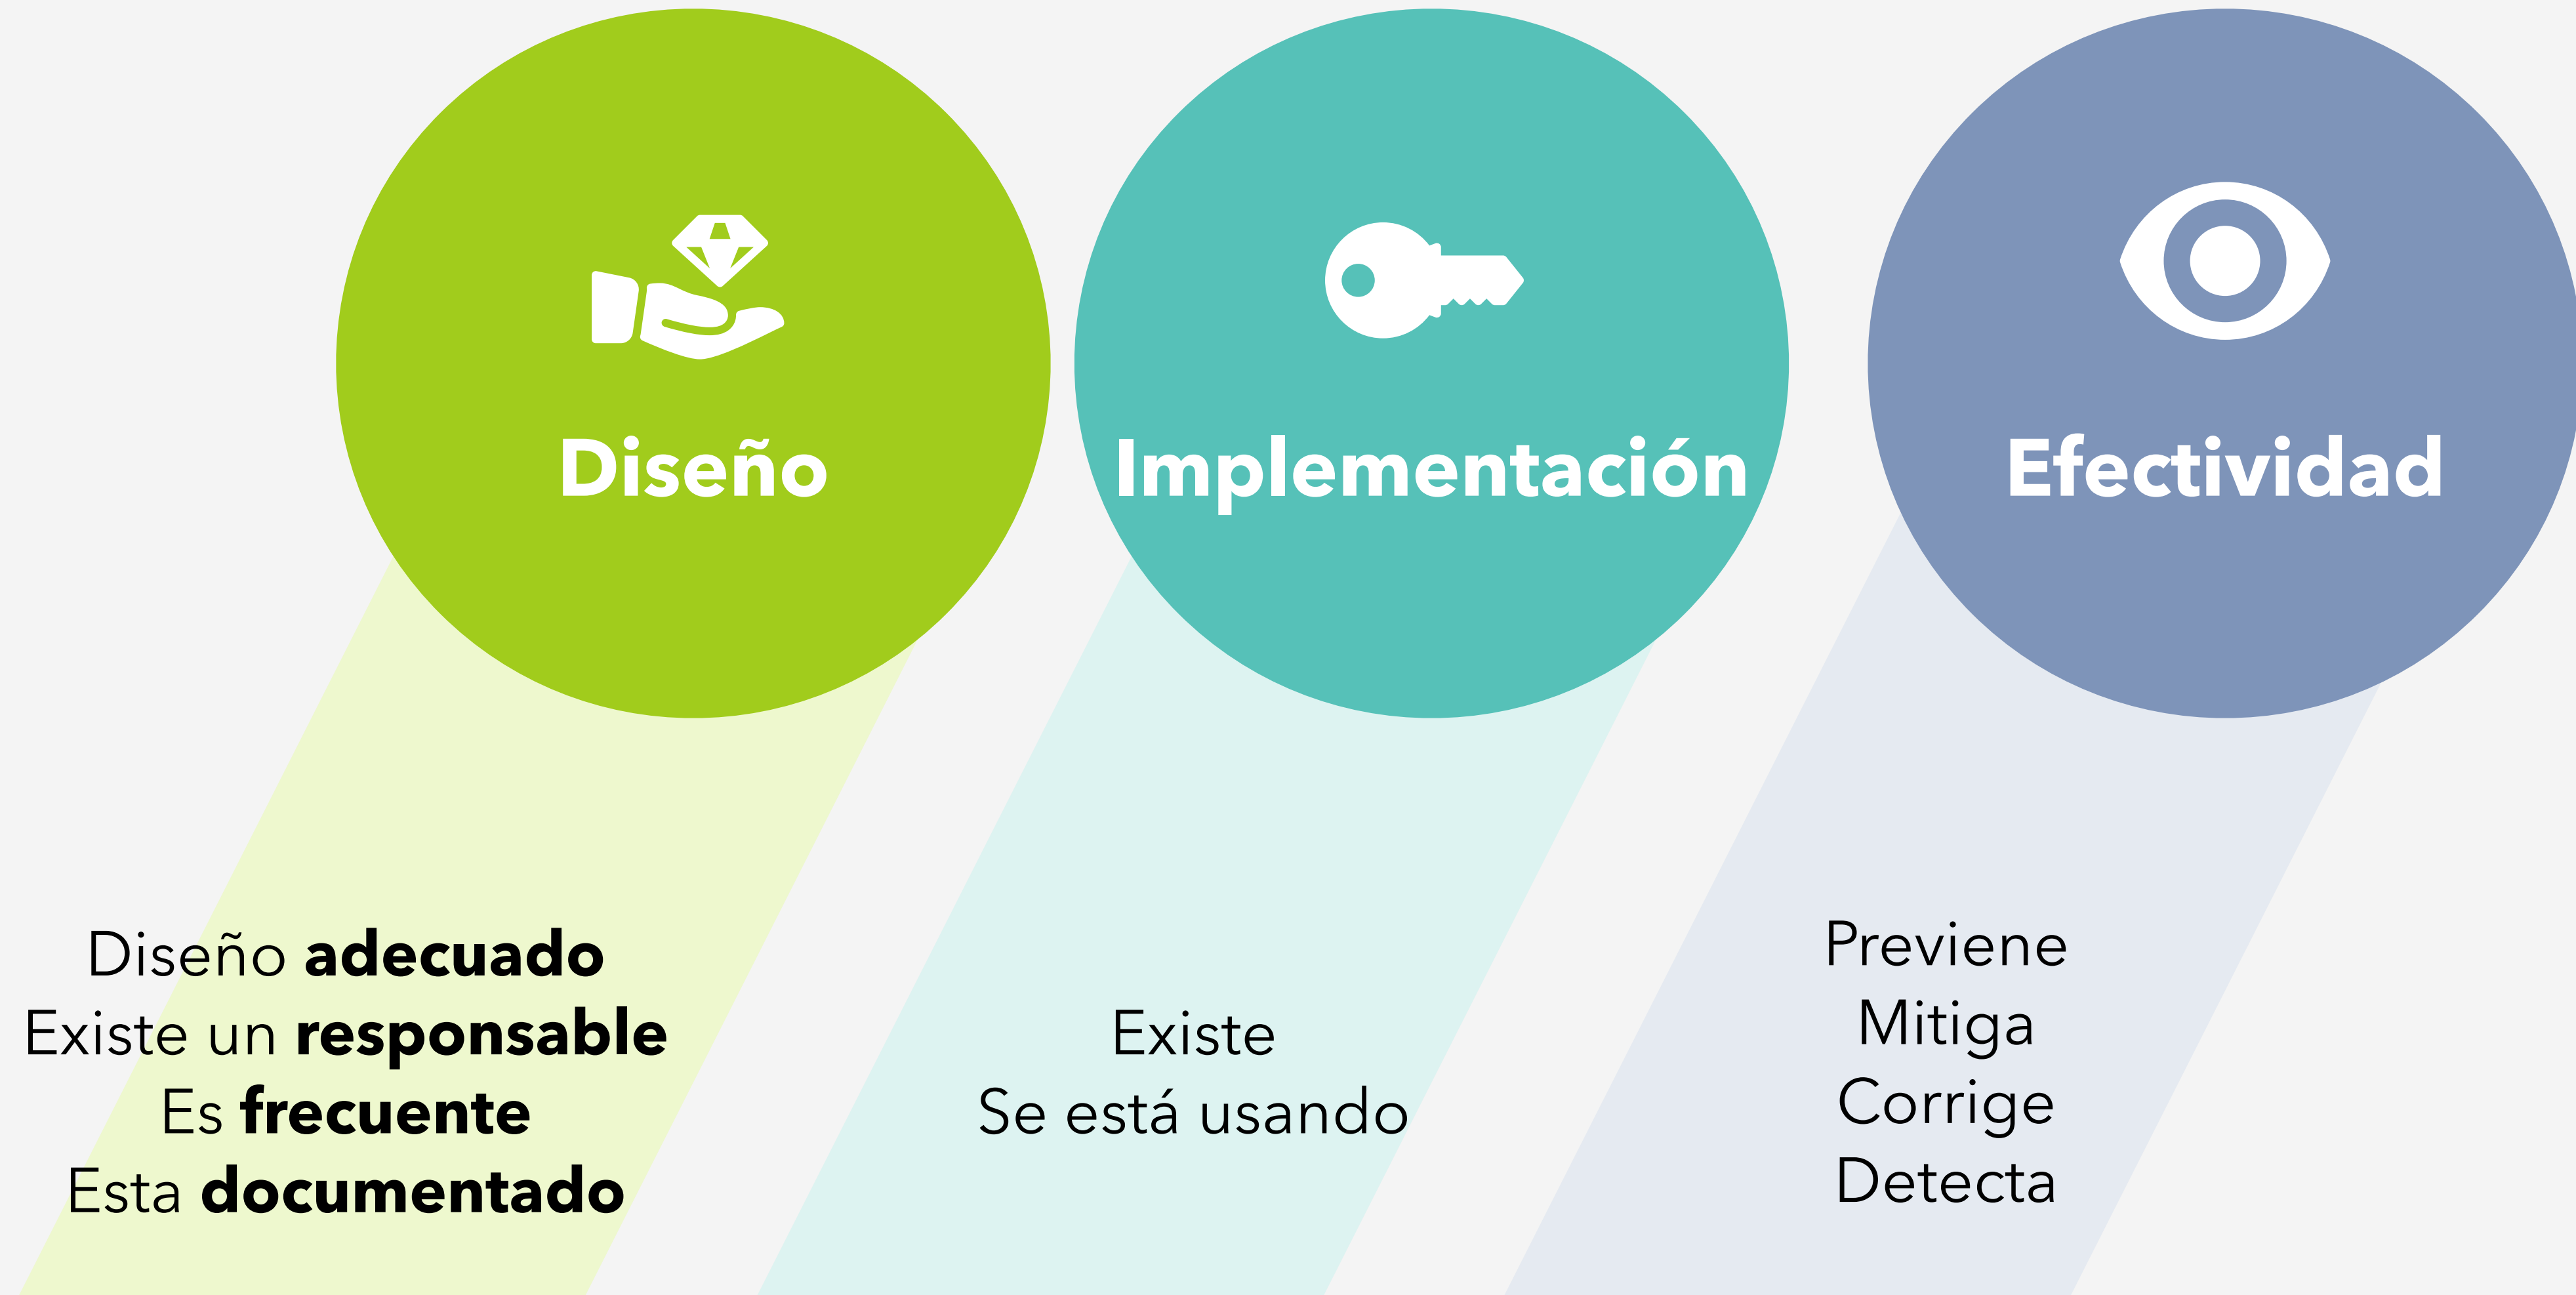 Diseño
Implementación
Efectividad
Diseño adecuado
Existe un responsable
Es frecuente
Esta documentado
Existe
Se está usando
Previene
Mitiga
Corrige
Detecta